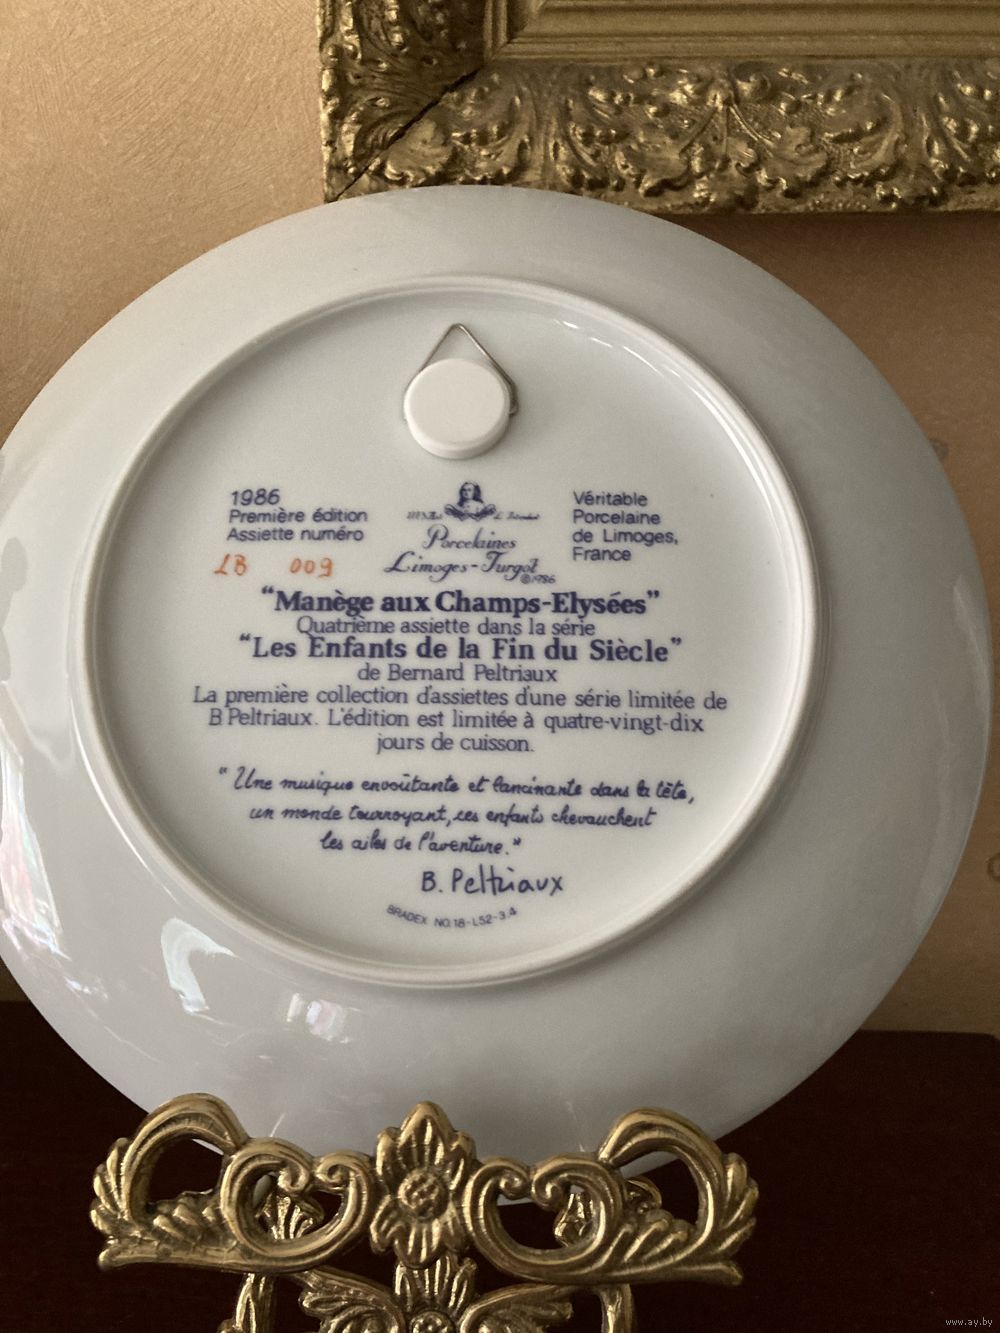 1986
Première édition
Assiette numéro
LB 009
Porcelaines
Limoges-Turgot
©1986
Véritable
Porcelaine
de Limoges,
France
"Manège aux Champs-Elysées"
Quatrième assiette dans la série
"Les Enfants de la Fin du Siècle"
de Bernard Peltriaux
La première collection d'assiettes d'une série limitée de
B Peltriaux. L'édition est limitée à quatre-vingt-dix
jours de cuisson.
"Une musique envoûtante et lancinante dans la tête,
un monde tournoyant, ces enfants chevauchent
les ailes de l'aventure."
B. Peltriaux
BRADEX NO. 18-L52-3.4
www.ay.by